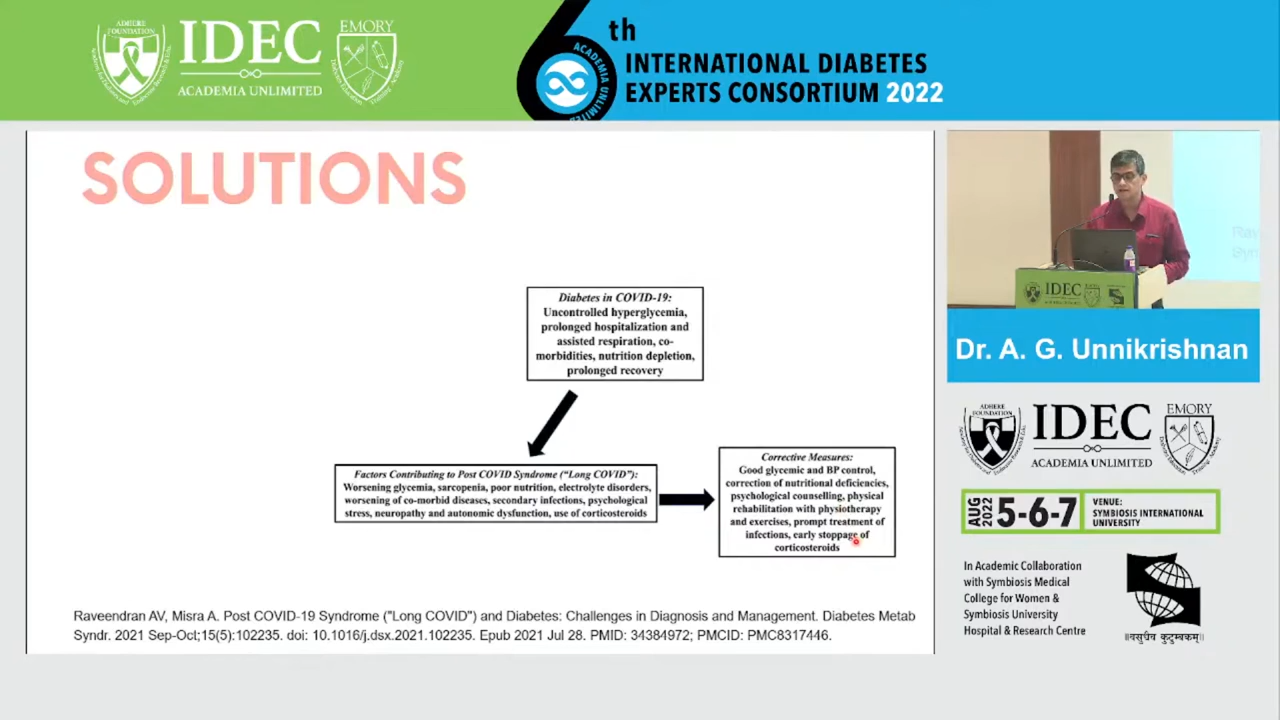 ADHERE
FOUNDATION
IDEC
ACADEMIA UNLIMITED
EMORY
6th
ACADEMIA UNLIMITED
INTERNATIONAL DIABETES
EXPERTS CONSORTIUM 2022
SOLUTIONS
Diabetes in COVID-19:
Uncontrolled hyperglycemia,
prolonged hospitalization and
assisted respiration, co-
morbidities, nutrition depletion,
prolonged recovery
Factors Contributing to Post COVID Syndrome (“Long COVID”):
Worsening glycemia, sarcopenia, poor nutrition, electrolyte disorders,
worsening of co-morbid diseases, secondary infections, psychological
stress, neuropathy and autonomic dysfunction, use of corticosteroids
Corrective Measures:
Good glycemic and BP control,
correction of nutritional deficiencies,
psychological counselling, physical
rehabilitation with physiotherapy
and exercises, prompt treatment of
infections, early stoppage of
corticosteroids
Raveendran AV, Misra A. Post COVID-19 Syndrome ("Long COVID") and Diabetes: Challenges in Diagnosis and Management. Diabetes Metab
Syndr. 2021 Sep-Oct;15(5):102235. doi: 10.1016/j.dsx.2021.102235. Epub 2021 Jul 28. PMID: 34384972; PMCID: PMC8317446.
IDEC
Dr. A. G. Unnikrishnan
ADHERE
FOUNDATION
IDEC
ACADEMIA UNLIMITED
EMORY
AUG
2022
5-6-7
VENUE:
SYMBIOSIS INTERNATIONAL
UNIVERSITY
In Academic Collaboration
with Symbiosis Medical
College for Women &
Symbiosis University
Hospital & Research Centre
॥वसुधैव कुटुम्बकम्॥